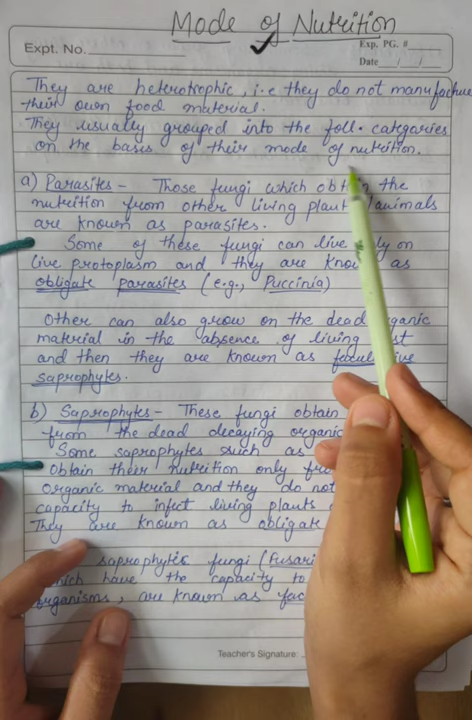 Mode of Nutrition
Expt. No.
Exp. PG. #
Date / /
They are heterotrophic, i.e they do not manufacture
their own food material.
They usually grouped into the foll. categories
on the basis of their mode of nutrition.
a) Parasites - Those fungi which obtain the
nutrition from other living plant animals
are known as parasites.
Some of these fungi can live on
live protoplasm and they are as
obligate parasites (e.g., Puccinia)
Other can also grow on the dead organic
material in the absence of living
and then they are known as
saprophytes.
b) Saprophytes - These fungi obtain
from the dead decaying
Some saprophytes such as
obtain their nutrition only
organic material and they do not
capacity to infect living plants
They are known as obligate
saprophytic fungi
which have the capacity to
organisms, are known as
Teacher's Signature: